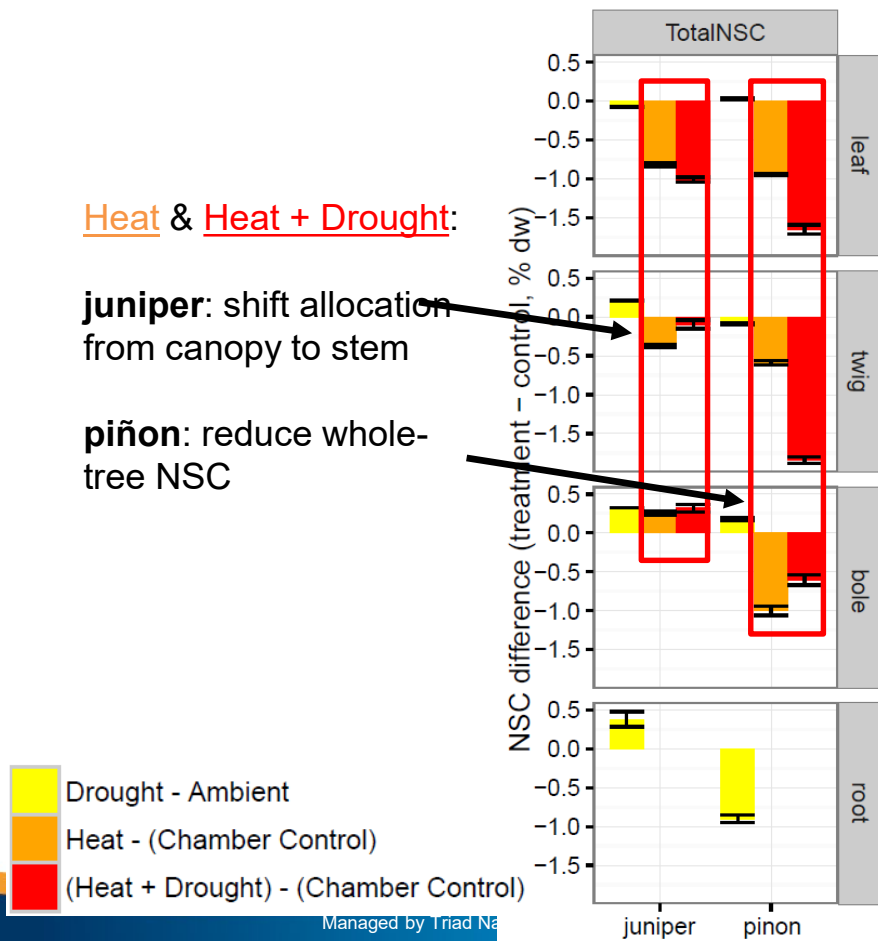 TotalNSC
Heat & Heat + Drought:
juniper: shift allocation
from canopy to stem
piñon: reduce whole-
tree NSC
NSC difference (treatment − control, % dw)
0.5
0.0
−0.5
−1.0
−1.5
leaf
0.5
0.0
−0.5
−1.0
−1.5
twig
0.5
0.0
−0.5
−1.0
−1.5
bole
0.5
0.0
−0.5
−1.0
−1.5
root
juniper pinon
Drought - Ambient
Heat - (Chamber Control)
(Heat + Drought) - (Chamber Control)
Managed by Triad Na